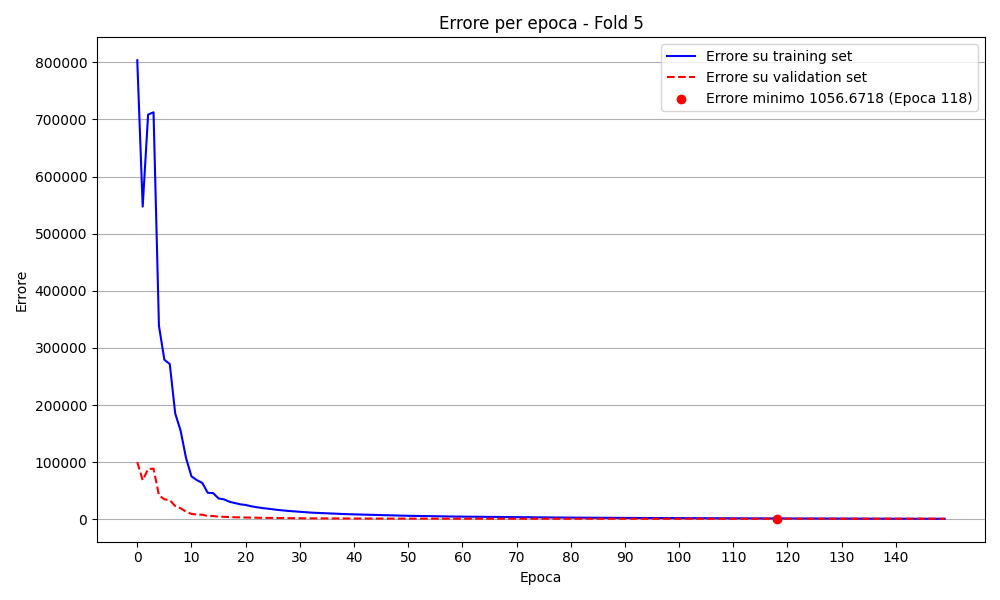 Errore per epoca - Fold 5
Errore su training set
Errore su validation set
Errore minimo 1056.6718 (Epoca 118)
800000
700000
600000
500000
400000
300000
200000
100000
0
Errore
0 10 20 30 40 50 60 70 80 90 100 110 120 130 140
Epoca